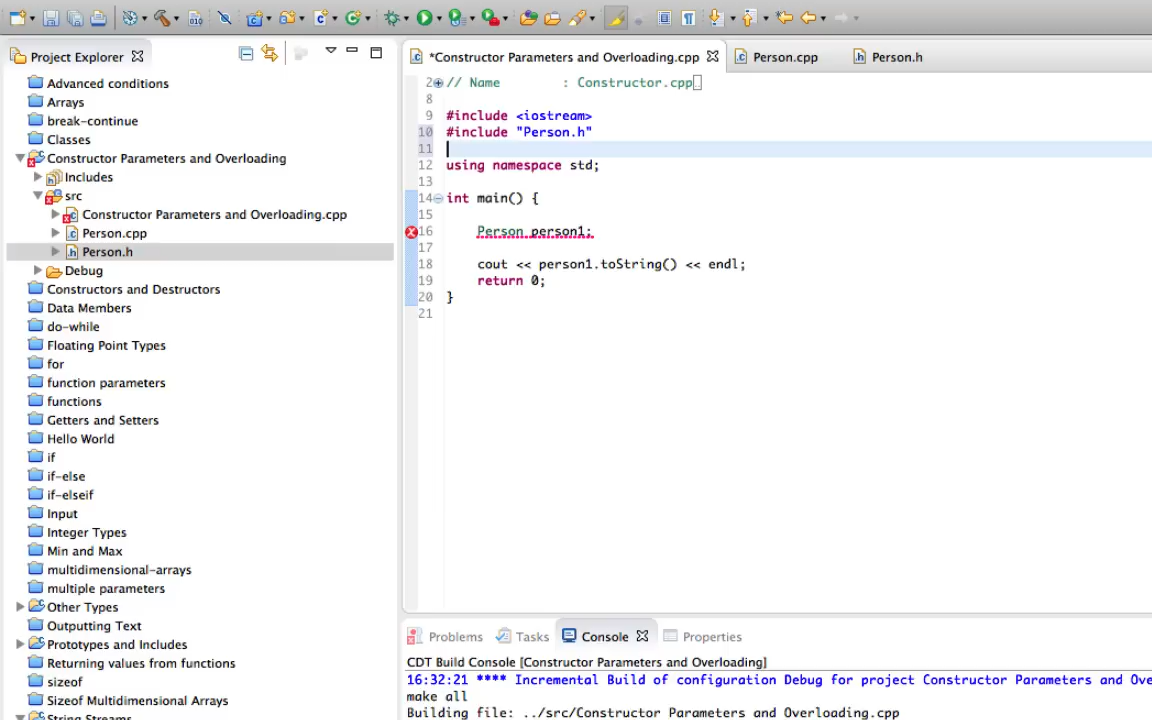 Project Explorer
Advanced conditions
Arrays
break-continue
Classes
Constructor Parameters and Overloading
Includes
src
Constructor Parameters and Overloading.cpp
Person.cpp
Person.h
Debug
Constructors and Destructors
Data Members
do-while
Floating Point Types
for
function parameters
functions
Getters and Setters
Hello World
if
if-else
if-elseif
Input
Integer Types
Min and Max
multidimensional-arrays
multiple parameters
Other Types
Outputting Text
Prototypes and Includes
Returning values from functions
sizeof
Sizeof Multidimensional Arrays
String Streams
*Constructor Parameters and Overloading.cpp Person.cpp Person.h
2 // Name : Constructor.cpp
8
9 #include <iostream>
10 #include "Person.h"
11
12 using namespace std;
13
14 int main() {
15
16 Person person1;
17
18 cout << person1.toString() << endl;
19 return 0;
20 }
21
Problems Tasks Console Properties
CDT Build Console [Constructor Parameters and Overloading]
16:32:21 **** Incremental Build of configuration Debug for project Constructor Parameters and Ove
make all
Building file: ../src/Constructor Parameters and Overloading.cpp